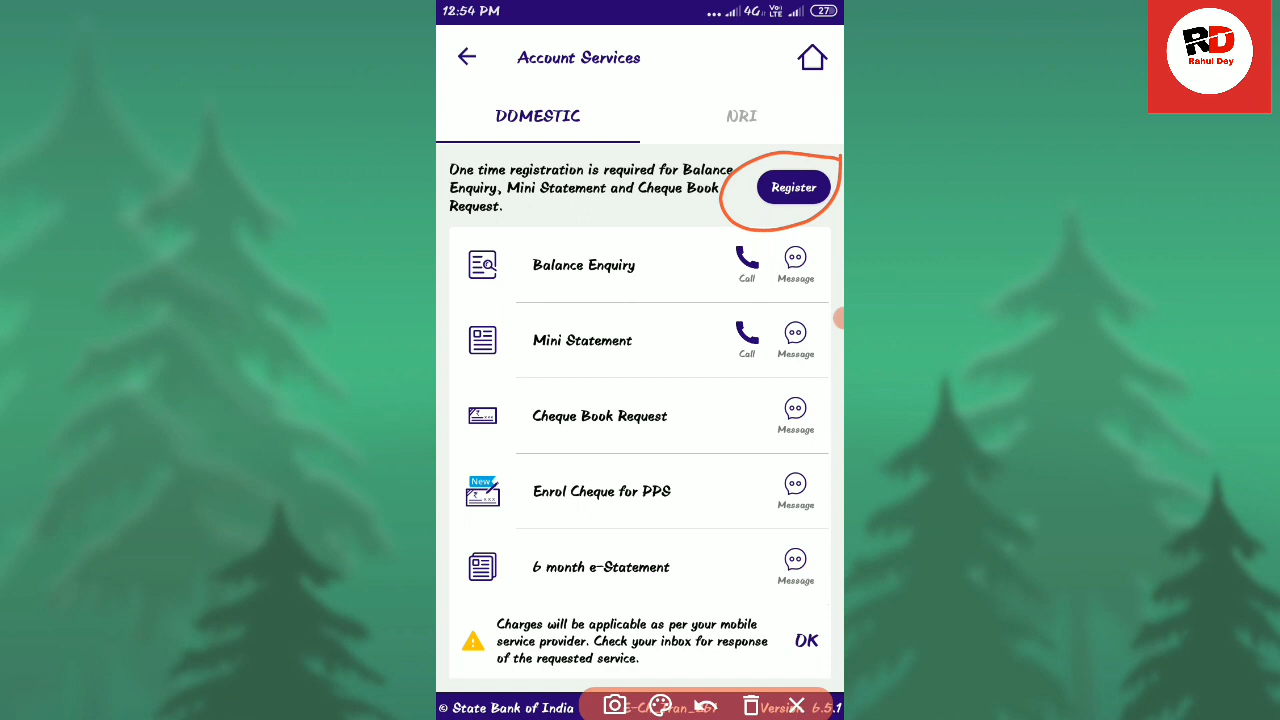 12:54 PM
4G
Vo
LTE
27
RD
Rahul Dey
Account Services
DOMESTIC
NRI
One time registration is required for Balance
Enquiry, Mini Statement and Cheque Book
Request.
Register
Balance Enquiry
Call
Message
Mini Statement
Call
Message
Cheque Book Request
Message
New
Enrol Cheque for PPS
Message
6 month e-Statement
Message
Charges will be applicable as per your mobile
service provider. Check your inbox for response
of the requested service.
OK
© State Bank of India
Version 6.5.1